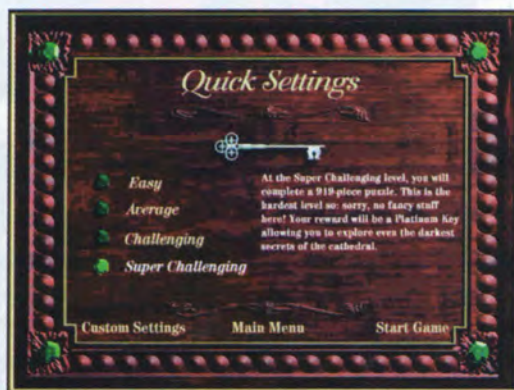 Quick Settings
Easy
Average
Challenging
Super Challenging
At the Super Challenging level, you will
complete a 919-piece puzzle. This is the
hardest level so: sorry, no fancy stuff
here! Your reward will be a Platinum Key
allowing you to explore even the darkest
secrets of the cathedral.
Custom Settings Main Menu Start Game